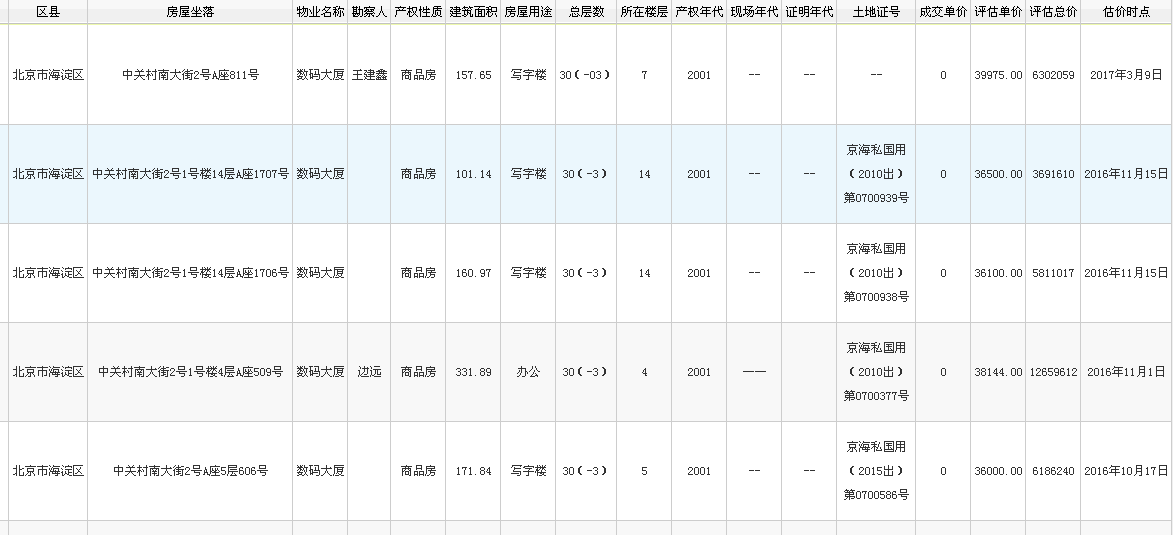 区县 房屋坐落 物业名称 勘察人 产权性质 建筑面积 房屋用途 总层数 所在楼层 产权年代 现场年代 证明年代 土地证号 成交单价 评估单价 评估总价 估价时点
北京市海淀区 中关村南大街2号A座811号 数码大厦 王建鑫 商品房 157.65 写字楼 30(-03) 7 2001 -- -- -- 0 39975.00 6302059 2017年3月9日
京海私国用
北京市海淀区 中关村南大街2号1号楼14层A座1707号 数码大厦 商品房 101.14 写字楼 30(-3) 14 2001 -- -- (2010出) 0 36500.00 3691610 2016年11月15日
第0700939号
京海私国用
北京市海淀区 中关村南大街2号1号楼14层A座1706号 数码大厦 商品房 160.97 写字楼 30(-3) 14 2001 -- -- (2010出) 0 36100.00 5811017 2016年11月15日
第0700938号
京海私国用
北京市海淀区 中关村南大街2号1号楼4层A座509号 数码大厦 边远 商品房 331.89 办公 30(-3) 4 2001 —— (2010出) 0 38144.00 12659612 2016年11月1日
第0700377号
京海私国用
北京市海淀区 中关村南大街2号A座5层606号 数码大厦 商品房 171.84 写字楼 30(-3) 5 2001 -- -- (2015出) 0 36000.00 6186240 2016年10月17日
第0700586号